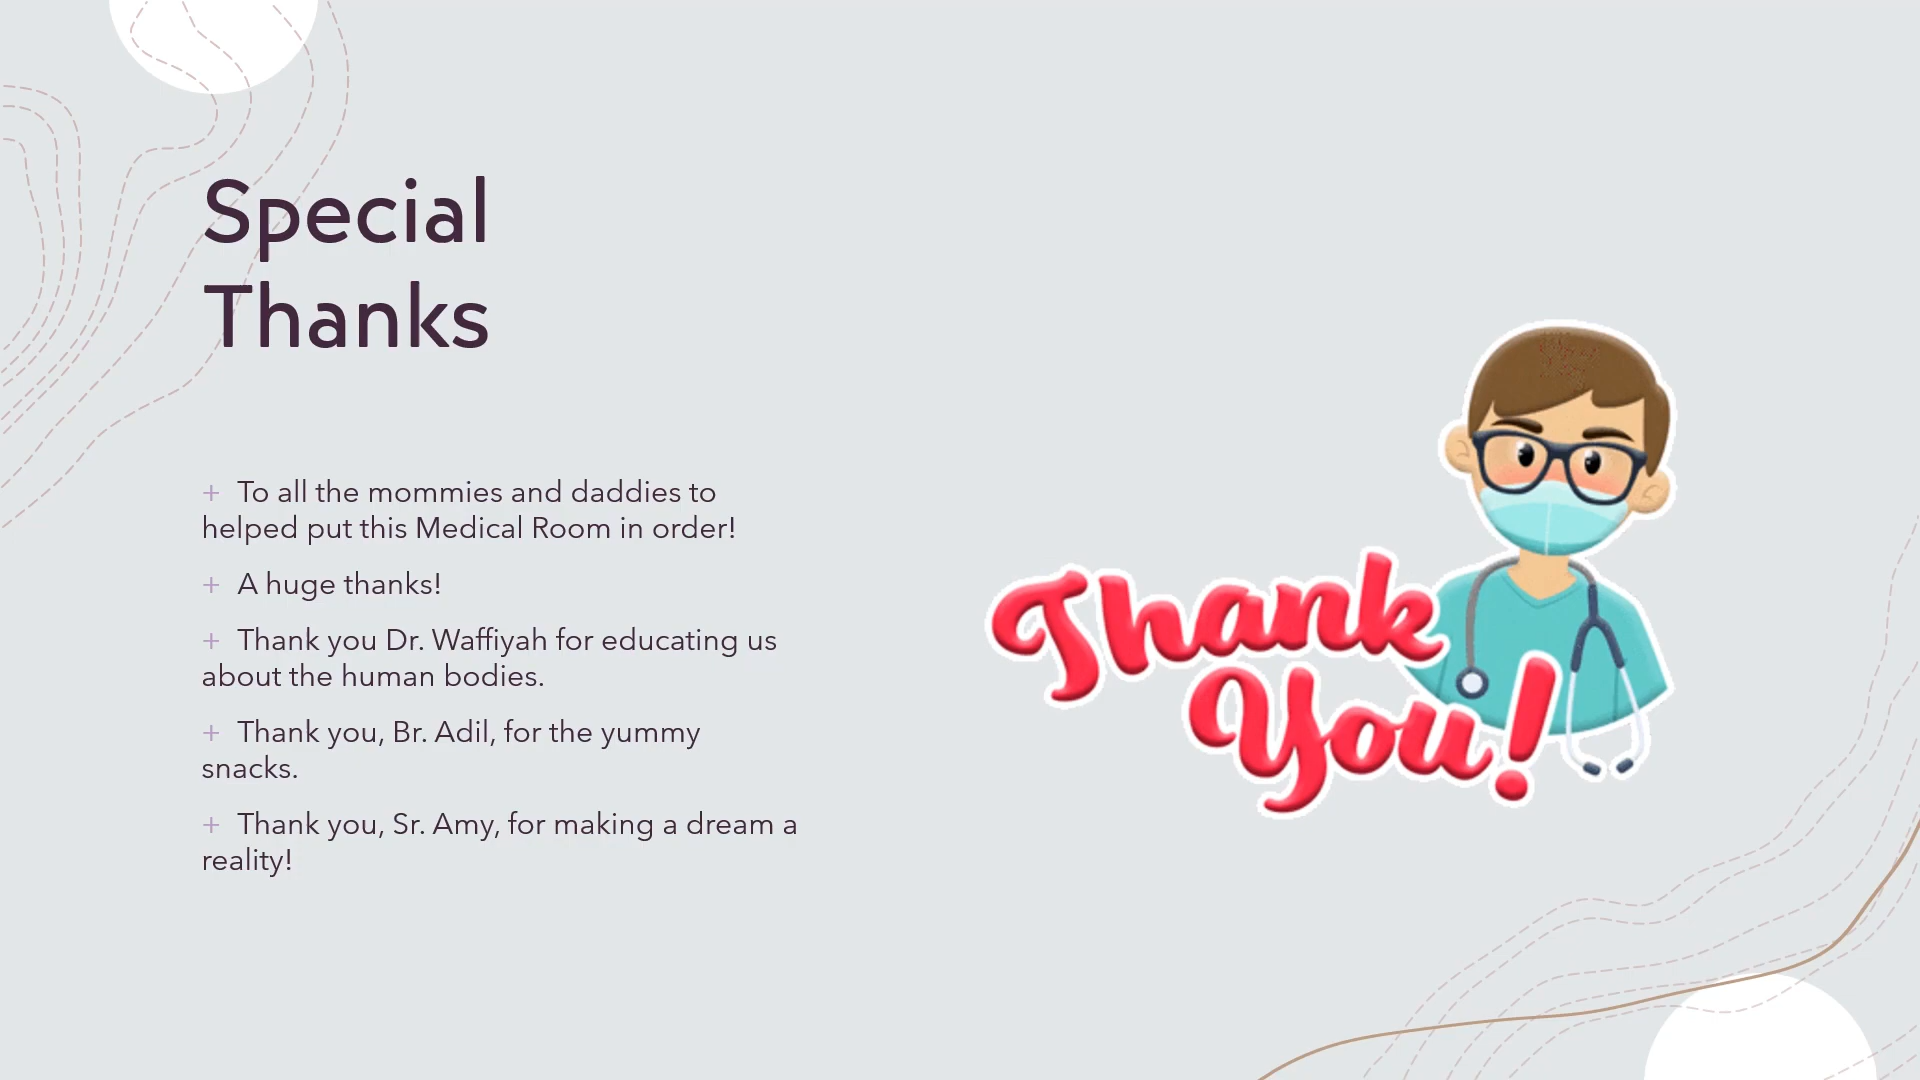 Special
Thanks
+ To all the mommies and daddies to
helped put this Medical Room in order!
+ A huge thanks!
+ Thank you Dr. Waffiyah for educating us
about the human bodies.
+ Thank you, Br. Adil, for the yummy
snacks.
+ Thank you, Sr. Amy, for making a dream a
reality!
Thank
You!